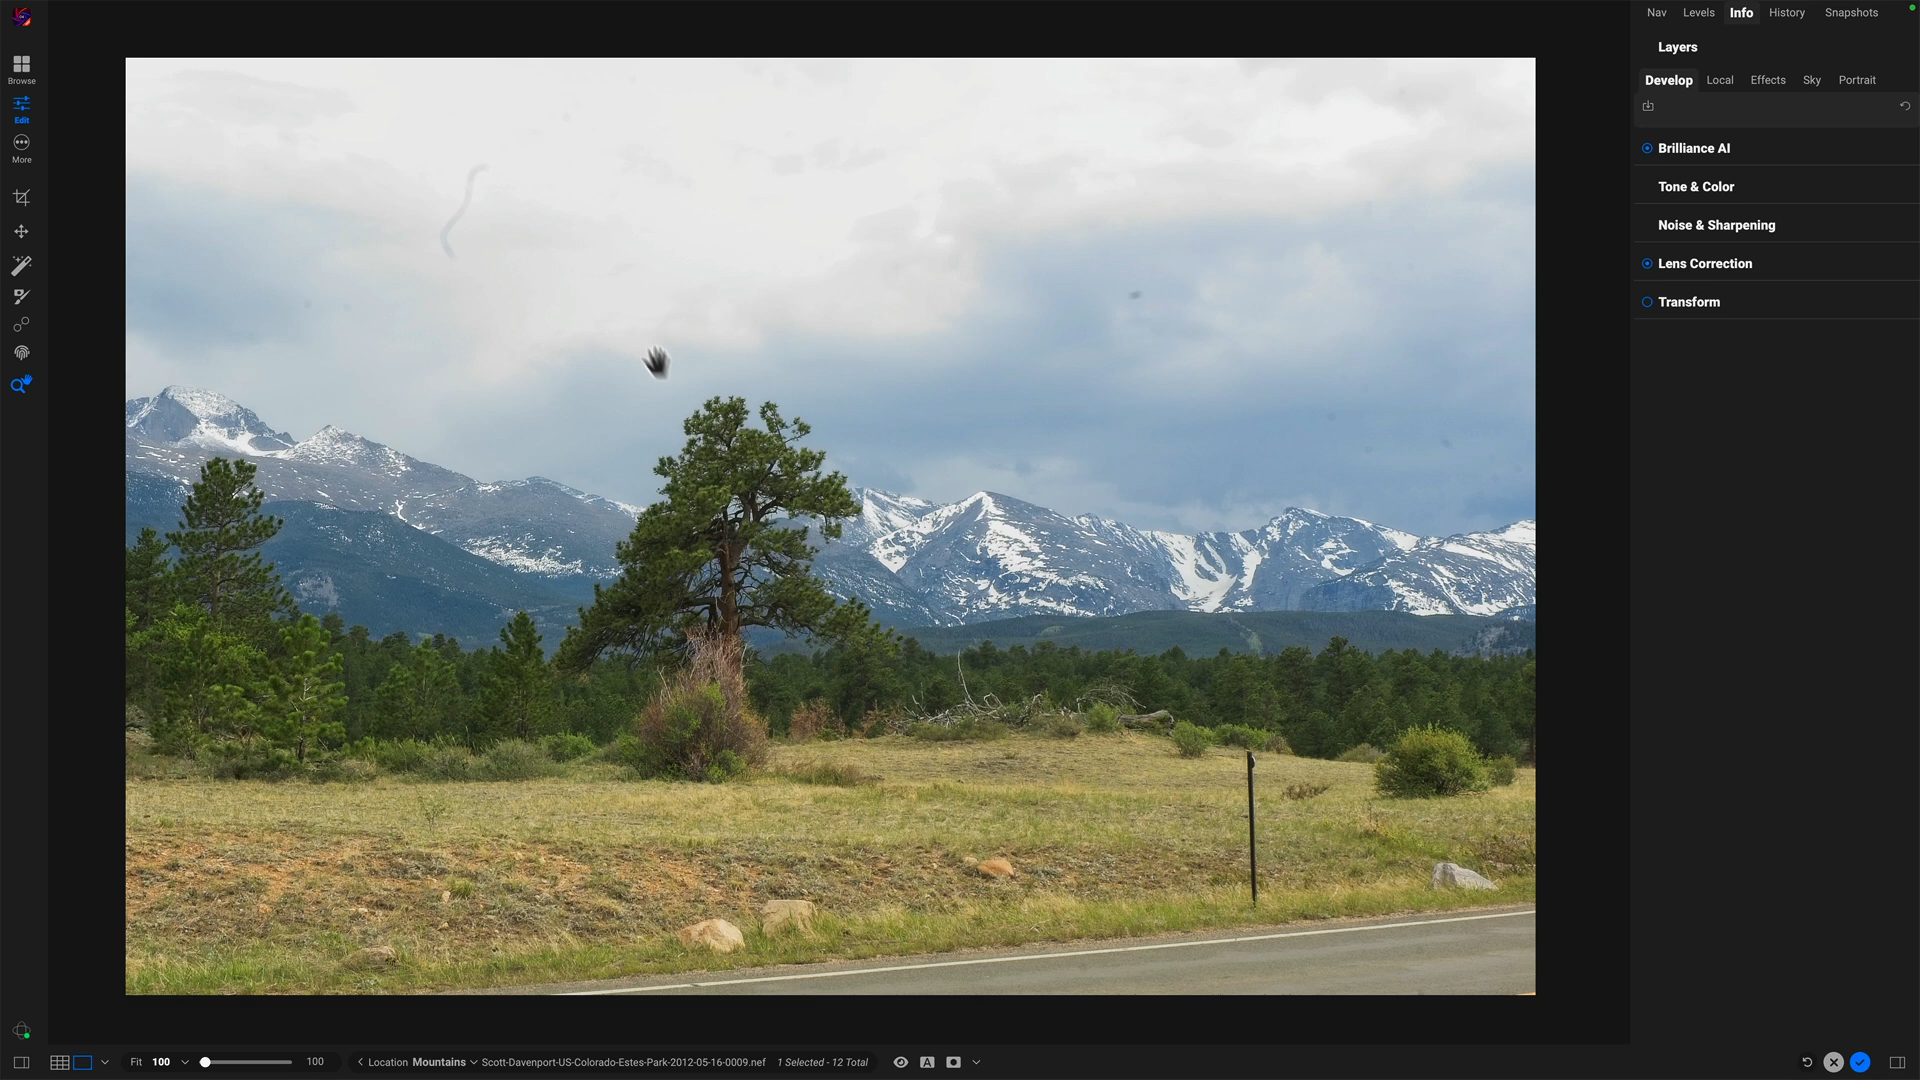 Nav Levels Info History Snapshots
Layers
Browse
Develop Local Effects Sky Portrait
Edit
Brilliance AI
More
Tone & Color
Noise & Sharpening
Lens Correction
Transform
Fit 100 100 Location Mountains Scott-Davenport-US-Colorado-Estes-Park-2012-05-16-0009.nef 1 Selected - 12 Total A